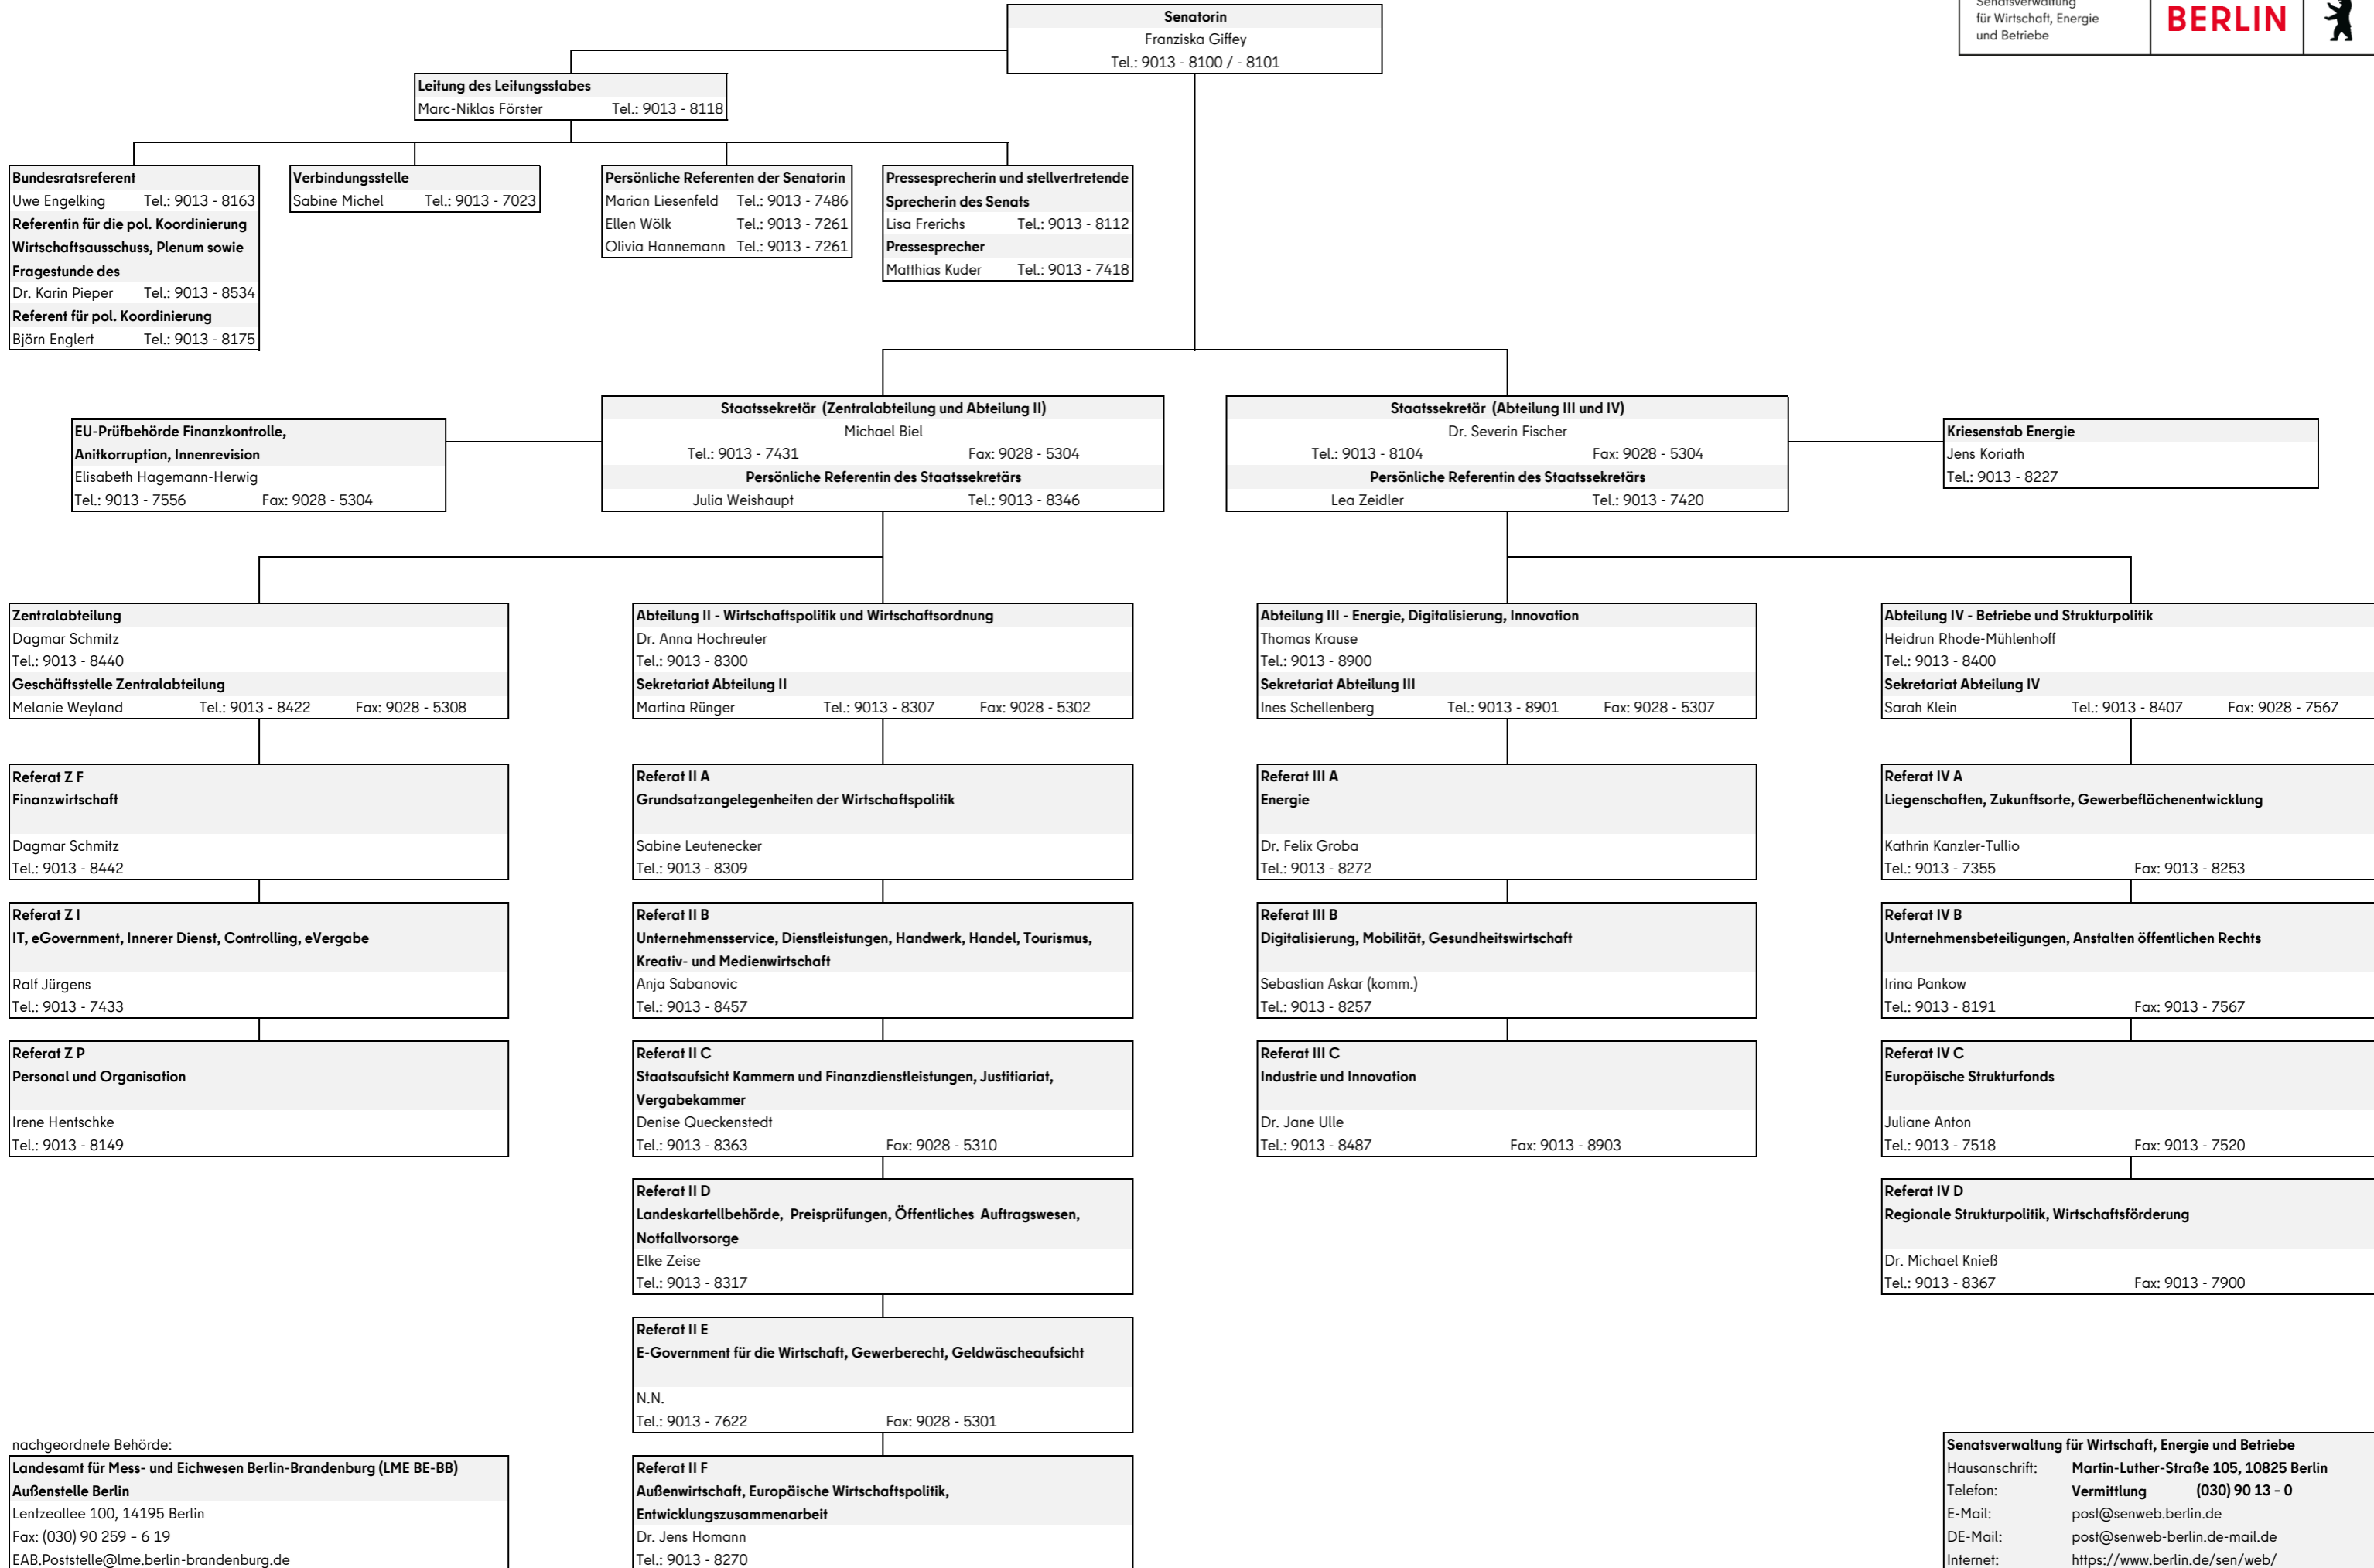 Senatorin
Franziska Giffey
Tel.: 9013 - 8100 / - 8101
Senatsverwaltung
für Wirtschaft, Energie
und Betriebe
BERLIN
Leitung des Leitungsstabes
Marc-Niklas Förster Tel.: 9013 - 8118
Bundesratsreferent
Uwe Engelking Tel.: 9013 - 8163
Referentin für die pol. Koordinierung
Wirtschaftsausschuss, Plenum sowie
Fragestunde des
Dr. Karin Pieper Tel.: 9013 - 8534
Referent für pol. Koordinierung
Björn Englert Tel.: 9013 - 8175
Verbindungsstelle
Sabine Michel Tel.: 9013 - 7023
Persönliche Referenten der Senatorin
Marian Liesenfeld Tel.: 9013 - 7486
Ellen Wölk Tel.: 9013 - 7261
Olivia Hannemann Tel.: 9013 - 7261
Pressesprecherin und stellvertretende
Sprecherin des Senats
Lisa Frerichs Tel.: 9013 - 8112
Pressesprecher
Matthias Kuder Tel.: 9013 - 7418
EU-Prüfbehörde Finanzkontrolle,
Anitkorruption, Innenrevision
Elisabeth Hagemann-Herwig
Tel.: 9013 - 7556 Fax: 9028 - 5304
Staatssekretär (Zentralabteilung und Abteilung II)
Michael Biel
Tel.: 9013 - 7431 Fax: 9028 - 5304
Persönliche Referentin des Staatssekretärs
Julia Weishaupt Tel.: 9013 - 8346
Staatssekretär (Abteilung III und IV)
Dr. Severin Fischer
Tel.: 9013 - 8104 Fax: 9028 - 5304
Persönliche Referentin des Staatssekretärs
Lea Zeidler Tel.: 9013 - 7420
Kriesenstab Energie
Jens Koriath
Tel.: 9013 - 8227
Zentralabteilung
Dagmar Schmitz
Tel.: 9013 - 8440
Geschäftsstelle Zentralabteilung
Melanie Weyland Tel.: 9013 - 8422 Fax: 9028 - 5308
Referat Z F
Finanzwirtschaft
Dagmar Schmitz
Tel.: 9013 - 8442
Referat Z I
IT, eGovernment, Innerer Dienst, Controlling, eVergabe
Ralf Jürgens
Tel.: 9013 - 7433
Referat Z P
Personal und Organisation
Irene Hentschke
Tel.: 9013 - 8149
Abteilung II - Wirtschaftspolitik und Wirtschaftsordnung
Dr. Anna Hochreuter
Tel.: 9013 - 8300
Sekretariat Abteilung II
Martina Rünger Tel.: 9013 - 8307 Fax: 9028 - 5302
Referat II A
Grundsatzangelegenheiten der Wirtschaftspolitik
Sabine Leutenecker
Tel.: 9013 - 8309
Referat II B
Unternehmensservice, Dienstleistungen, Handwerk, Handel, Tourismus,
Kreativ- und Medienwirtschaft
Anja Sabanovic
Tel.: 9013 - 8457
Referat II C
Staatsaufsicht Kammern und Finanzdienstleistungen, Justitiariat,
Vergabekammer
Denise Queckenstedt
Tel.: 9013 - 8363 Fax: 9028 - 5310
Referat II D
Landeskartellbehörde, Preisprüfungen, Öffentliches Auftragswesen,
Notfallvorsorge
Elke Zeise
Tel.: 9013 - 8317
Referat II E
E-Government für die Wirtschaft, Gewerberecht, Geldwäscheaufsicht
N.N.
Tel.: 9013 - 7622 Fax: 9028 - 5301
Referat II F
Außenwirtschaft, Europäische Wirtschaftspolitik,
Entwicklungszusammenarbeit
Dr. Jens Homann
Tel.: 9013 - 8270
Abteilung III - Energie, Digitalisierung, Innovation
Thomas Krause
Tel.: 9013 - 8900
Sekretariat Abteilung III
Ines Schellenberg Tel.: 9013 - 8901 Fax: 9028 - 5307
Referat III A
Energie
Dr. Felix Groba
Tel.: 9013 - 8272
Referat III B
Digitalisierung, Mobilität, Gesundheitswirtschaft
Sebastian Askar (komm.)
Tel.: 9013 - 8257
Referat III C
Industrie und Innovation
Dr. Jane Ulle
Tel.: 9013 - 8487 Fax: 9013 - 8903
Abteilung IV - Betriebe und Strukturpolitik
Heidrun Rhode-Mühlenhoff
Tel.: 9013 - 8400
Sekretariat Abteilung IV
Sarah Klein Tel.: 9013 - 8407 Fax: 9028 - 7567
Referat IV A
Liegenschaften, Zukunftsorte, Gewerbeflächenentwicklung
Kathrin Kanzler-Tullio
Tel.: 9013 - 7355 Fax: 9013 - 8253
Referat IV B
Unternehmensbeteiligungen, Anstalten öffentlichen Rechts
Irina Pankow
Tel.: 9013 - 8191 Fax: 9013 - 7567
Referat IV C
Europäische Strukturfonds
Juliane Anton
Tel.: 9013 - 7518 Fax: 9013 - 7520
Referat IV D
Regionale Strukturpolitik, Wirtschaftsförderung
Dr. Michael Knieß
Tel.: 9013 - 8367 Fax: 9013 - 7900
nachgeordnete Behörde:
Landesamt für Mess- und Eichwesen Berlin-Brandenburg (LME BE-BB)
Außenstelle Berlin
Lentzeallee 100, 14195 Berlin
Fax: (030) 90 259 - 6 19
EAB.Poststelle@lme.berlin-brandenburg.de
Senatsverwaltung für Wirtschaft, Energie und Betriebe
Hausanschrift: Martin-Luther-Straße 105, 10825 Berlin
Telefon: Vermittlung (030) 90 13 - 0
E-Mail: post@senweb.berlin.de
DE-Mail: post@senweb-berlin.de-mail.de
Internet: https://www.berlin.de/sen/web/